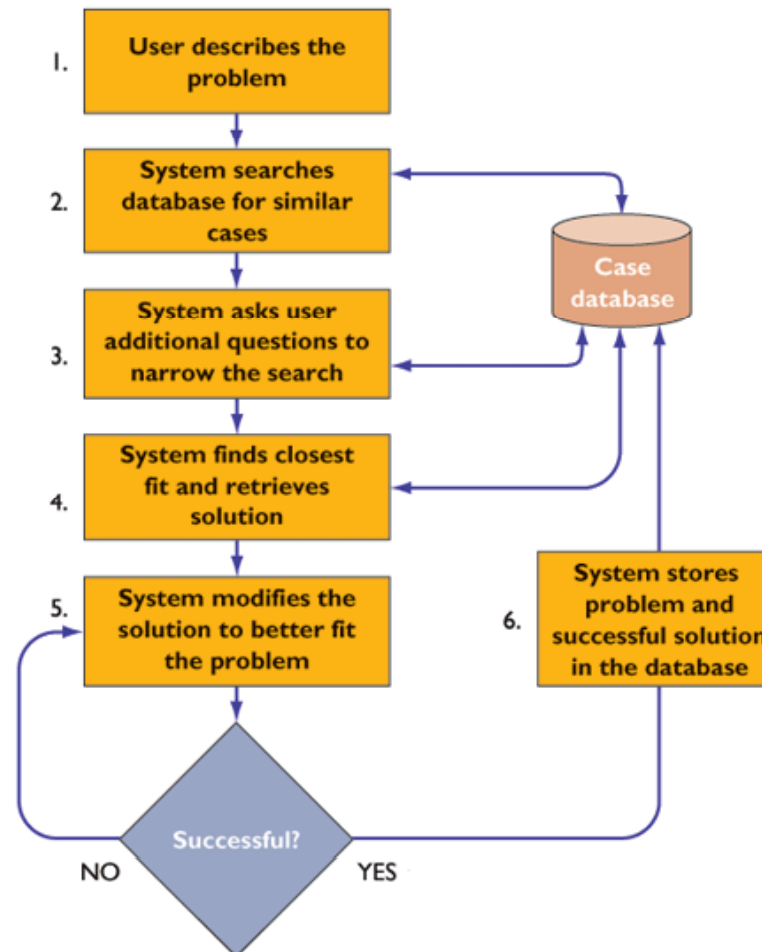 1.
User describes the
problem
2.
System searches
database for similar
cases
Case
database
3.
System asks user
additional questions to
narrow the search
4.
System finds closest
fit and retrieves
solution
5.
System modifies the
solution to better fit
the problem
6.
System stores
problem and
successful solution
in the database
Successful?
NO
YES